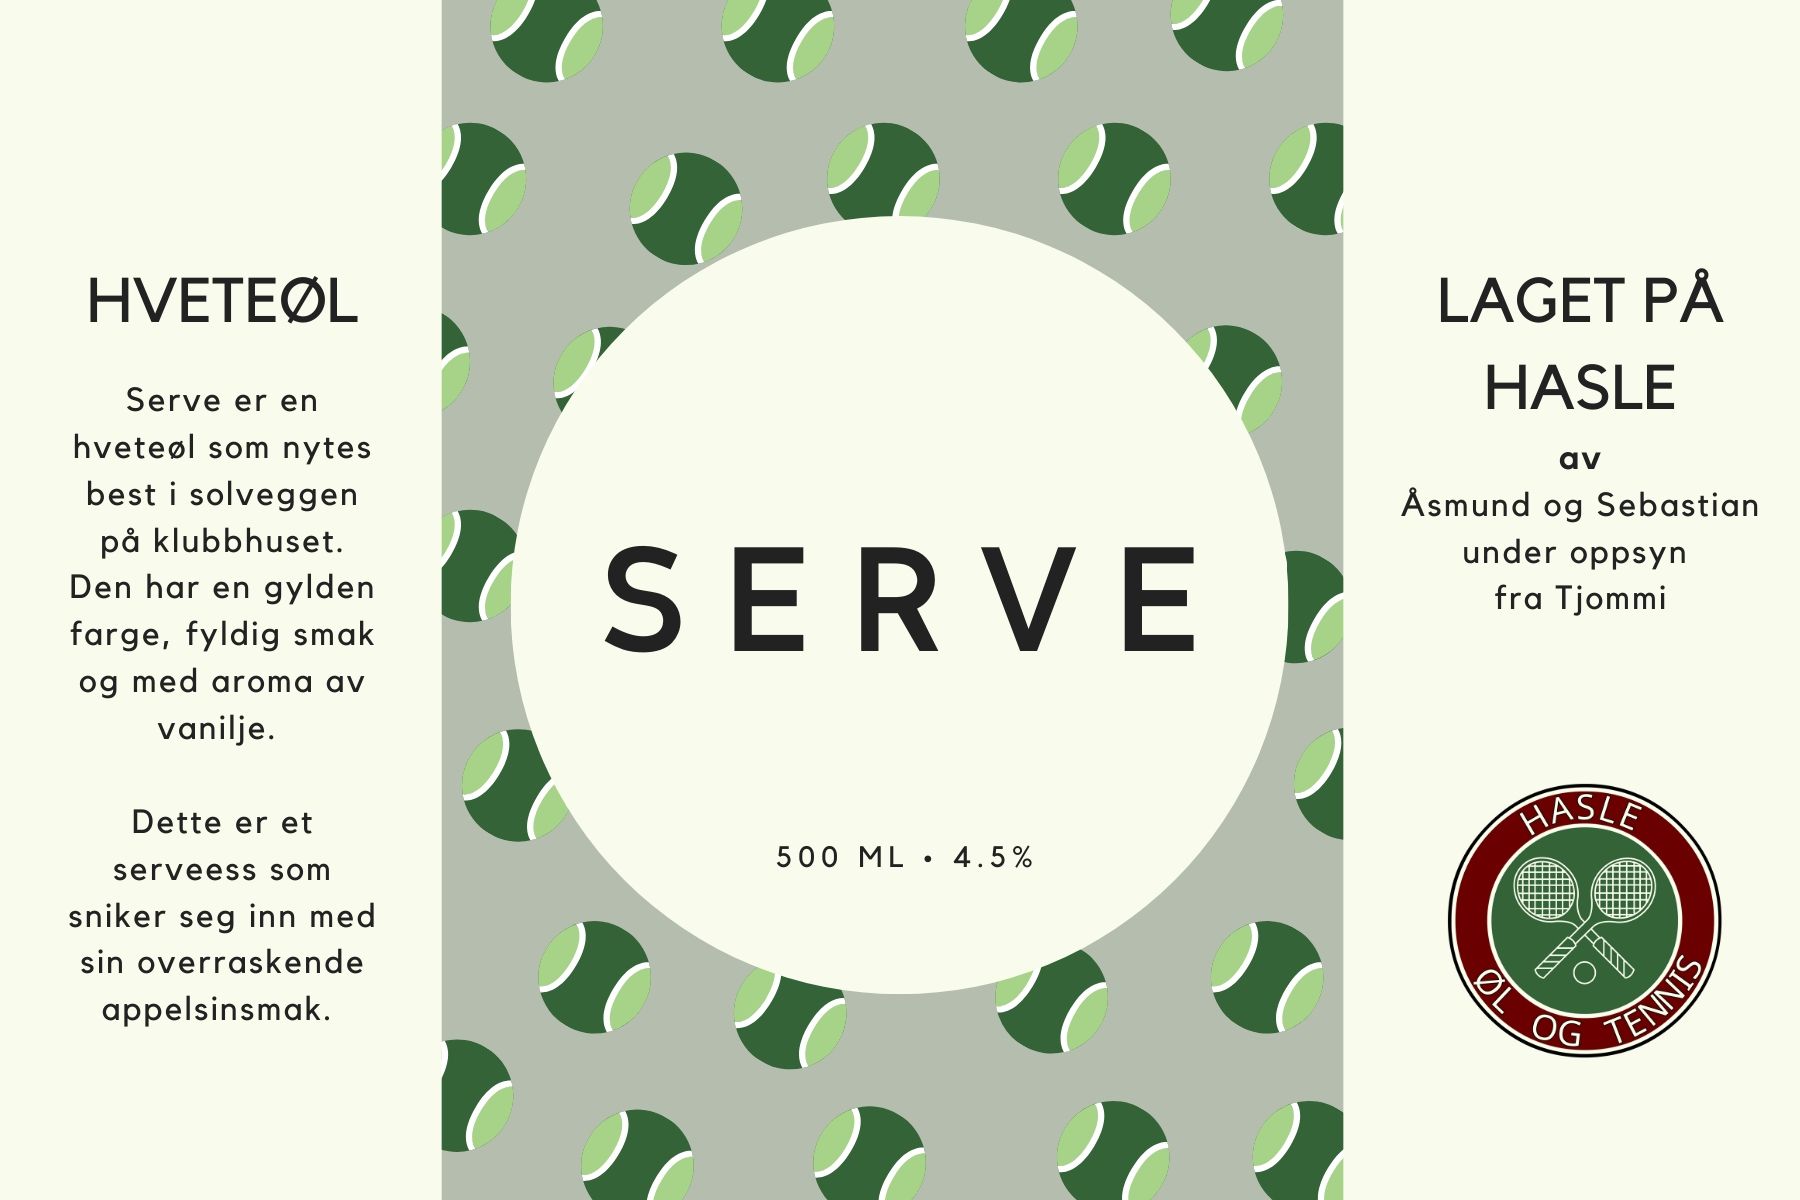 HVETEØL
Serve er en
hveteøl som nytes
best i solveggen
på klubbhuset.
Den har en gylden
farge, fyldig smak
og med aroma av
vanilje.
Dette er et
serveess som
sniker seg inn med
sin overraskende
appelsinsmak.
SERVE
500 ML • 4.5%
LAGET PÅ
HASLE
av
Åsmund og Sebastian
under oppsyn
fra Tjommi
HASLE
ØL OG TENNIS